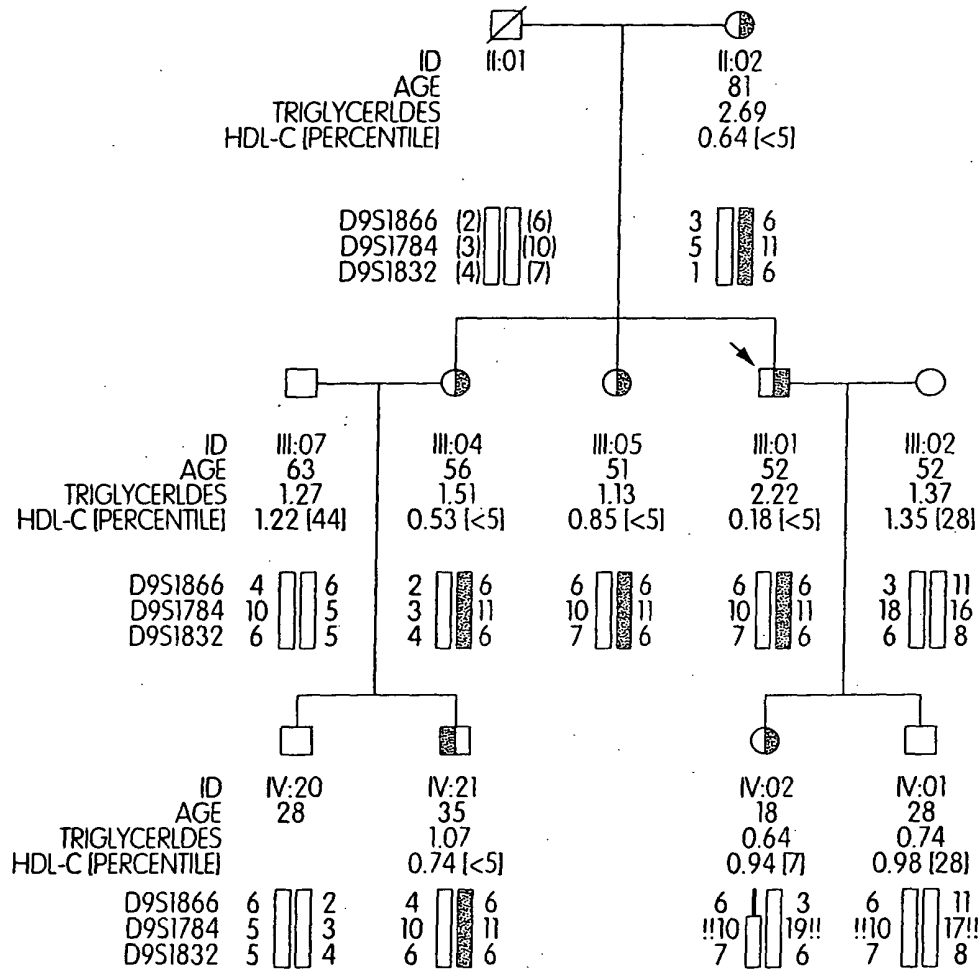 ID II:01 II:02
AGE 81
TRIGLYCERLDES 2.69
HDL-C [PERCENTILE] 0.64 [<5]
D9S1866 (2) (6) 3 6
D9S1784 (3) (10) 5 11
D9S1832 (4) (7) 1 6
ID III:07 III:04 III:05 III:01 III:02
AGE 63 56 51 52 52
TRIGLYCERLDES 1.27 1.51 1.13 2.22 1.37
HDL-C [PERCENTILE] 1.22 [44] 0.53 [<5] 0.85 [<5] 0.18 [<5] 1.35 [28]
D9S1866 4 6 2 6 6 6 6 6 3 11
D9S1784 10 5 3 11 10 11 10 11 18 16
D9S1832 6 5 4 6 7 6 7 6 6 8
ID IV:20 IV:21 IV:02 IV:01
AGE 28 35 18 28
TRIGLYCERLDES 1.07 0.64 0.74
HDL-C [PERCENTILE] 0.74 [<5] 0.94 [7] 0.98 [28]
D9S1866 6 2 4 6 6 3 6 11
D9S1784 5 3 10 11 !!10 19!! !!10 17!!
D9S1832 5 4 6 6 7 6 7 8